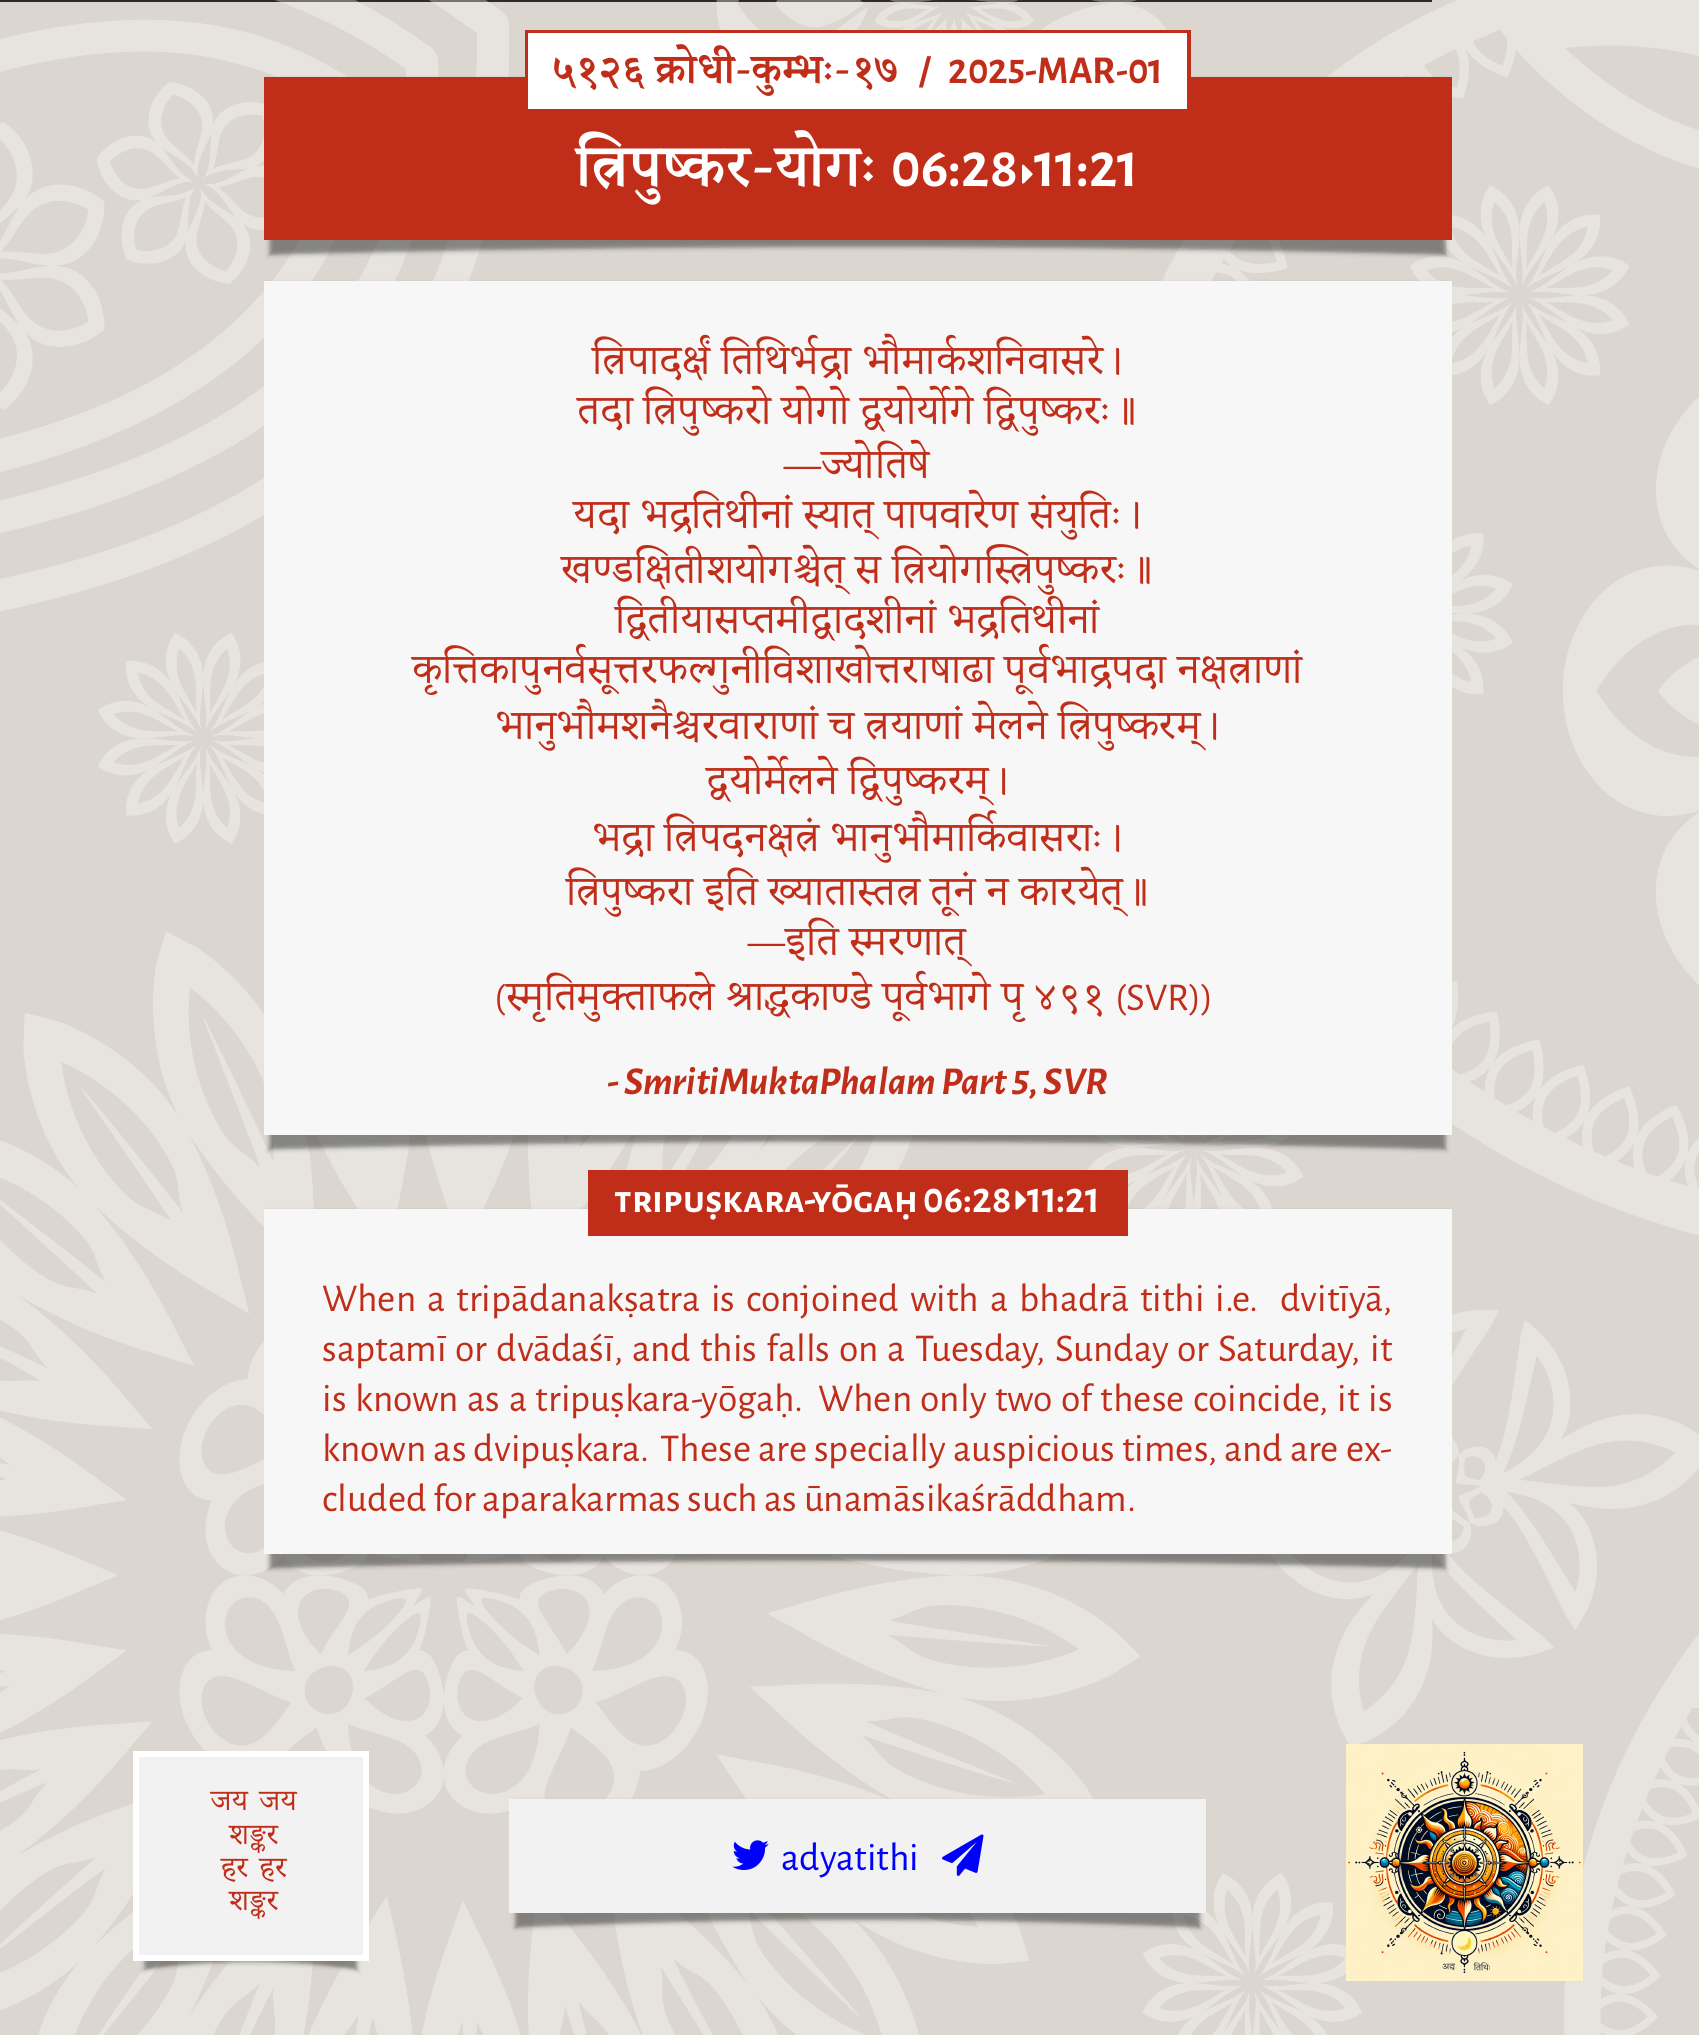 ५१२६ क्रोधी-कुम्भः-१७ / 2025-MAR-01
त्रिपुष्कर-योगः 06:28▸11:21
त्रिपादर्क्षं तिथिर्भद्रा भौमार्कशनिवासरे।
तदा त्रिपुष्करो योगो द्वयोर्योगे द्विपुष्करः॥
—ज्योतिषे
यदा भद्रतिथीनां स्यात् पापवारेण संयुतिः।
खण्डक्षितीशयोगश्चेत् स त्रियोगस्त्रिपुष्करः॥
द्वितीयासप्तमीद्वादशीनां भद्रतिथीनां
कृत्तिकापुनर्वसूत्तरफल्गुनीविशाखोत्तराषाढा पूर्वभाद्रपदा नक्षत्राणां
भानुभौमशनैश्चरवाराणां च त्रयाणां मेलने त्रिपुष्करम्।
द्वयोर्मेलने द्विपुष्करम्।
भद्रा त्रिपदनक्षत्रं भानुभौमार्किवासराः।
त्रिपुष्करा इति ख्यातास्तत्र तूनं न कारयेत्॥
—इति स्मरणात्
(स्मृतिमुक्ताफले श्राद्धकाण्डे पूर्वभागे पृ ४९१ (SVR))
- SmritiMuktaPhalam Part 5, SVR
TRIPUṢKARA-YŌGAḤ 06:28▸11:21
When a tripādanakṣatra is conjoined with a bhadrā tithi i.e. dvitīyā,
saptamī or dvādaśī, and this falls on a Tuesday, Sunday or Saturday, it
is known as a tripuṣkara-yōgaḥ. When only two of these coincide, it is
known as dvipuṣkara. These are specially auspicious times, and are ex-
cluded for aparakarmas such as ūnamāsikaśrāddham.
जय जय
शङ्कर
हर हर
शङ्कर
adyatithi
अद्य तिथिः